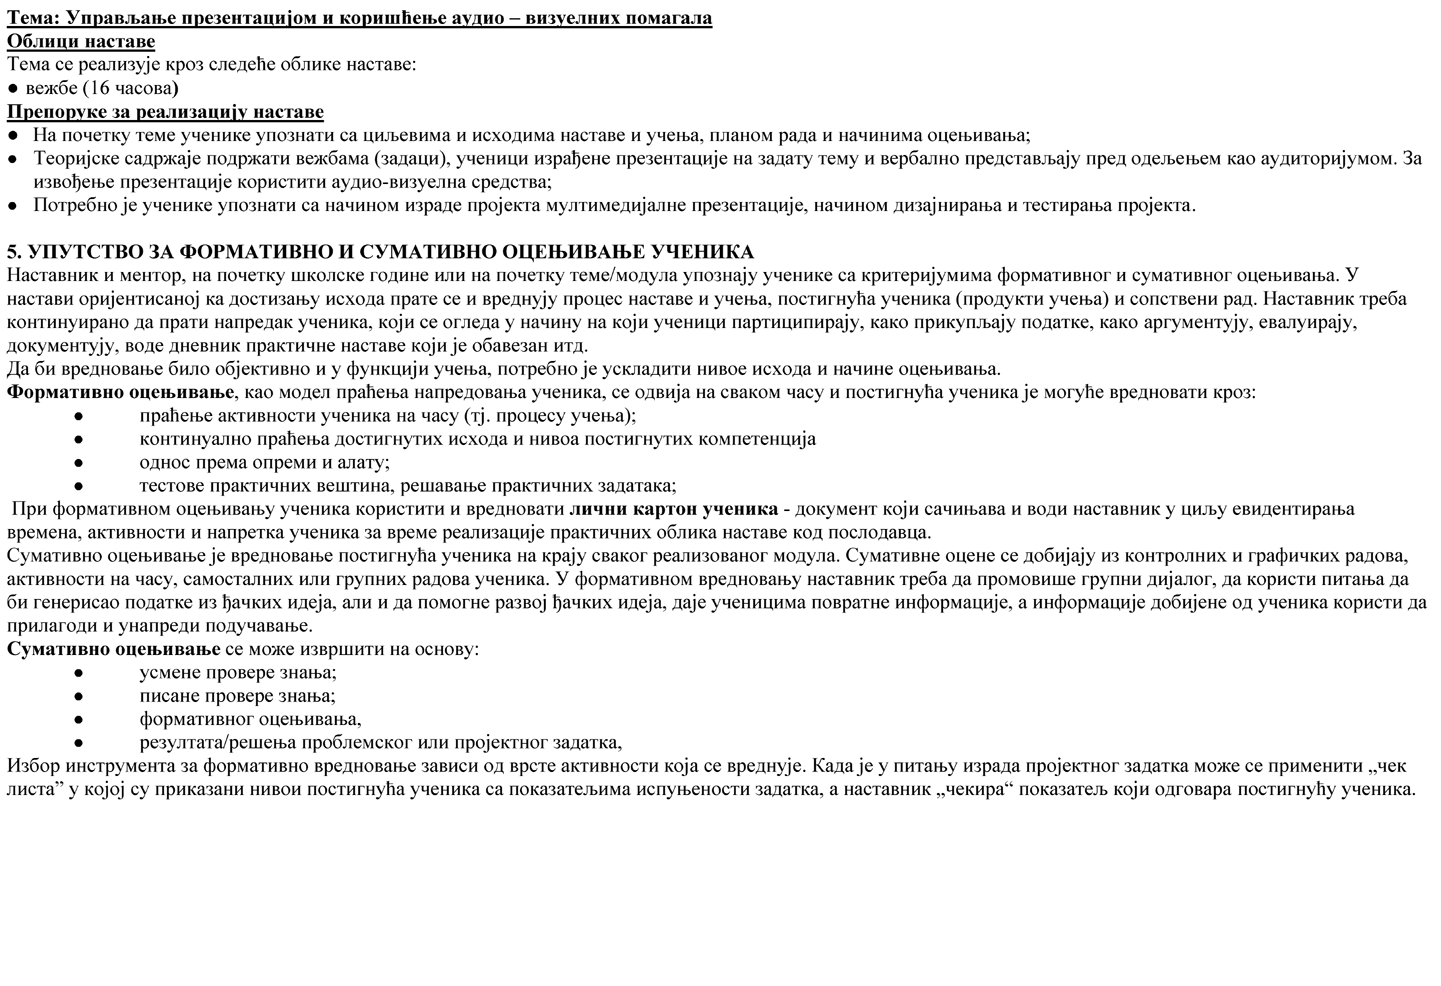 Тема: Управљање презентацијом и коришћење аудио – визуелних помагала
Облици наставе
Тема се реализује кроз следеће облике наставе:
● вежбе (16 часова)
Препоруке за реализацију наставе
● На почетку теме ученике упознати са циљевима и исходима наставе и учења, планом рада и начинима оцењивања;
● Теоријске садржаје подржати вежбама (задаци), ученици израђене презентације на задату тему и вербално представљају пред одељењем као аудиторијумом. За
извођење презентације користити аудио-визуелна средства;
● Потребно је ученике упознати са начином израде пројекта мултимедијалне презентације, начином дизајнирања и тестирања пројекта.
5. УПУТСТВО ЗА ФОРМАТИВНО И СУМАТИВНО ОЦЕЊИВАЊЕ УЧЕНИКА
Наставник и ментор, на почетку школске године или на почетку теме/модула упознају ученике са критеријумима формативног и сумативног оцењивања. У
настави оријентисаној ка достизању исхода прате се и вреднују процес наставе и учења, постигнућа ученика (продукти учења) и сопствени рад. Наставник треба
континуирано да прати напредак ученика, који се огледа у начину на који ученици партиципирају, како прикупљају податке, како аргументују, евалуирају,
документују, воде дневник практичне наставе који је обавезан итд.
Да би вредновање било објективно и у функцији учења, потребно је ускладити нивое исхода и начине оцењивања.
Формативно оцењивање, као модел праћења напредовања ученика, се одвија на сваком часу и постигнућа ученика је могуће вредновати кроз:
● праћење активности ученика на часу (тј. процесу учења);
● континуално праћења достигнутих исхода и нивоа постигнутих компетенција
● однос према опреми и алату;
● тестове практичних вештина, решавање практичних задатака;
При формативном оцењивању ученика користити и вредновати лични картон ученика - документ који сачињава и води наставник у циљу евидентирања
времена, активности и напретка ученика за време реализације практичних облика наставе код послодавца.
Сумативно оцењивање је вредновање постигнућа ученика на крају сваког реализованог модула. Сумативне оцене се добијају из контролних и графичких радова,
активности на часу, самосталних или групних радова ученика. У формативном вредновању наставник треба да промовише групни дијалог, да користи питања да
би генерисао податке из ђачких идеја, али и да помогне развој ђачких идеја, даје ученицима повратне информације, а информације добијене од ученика користи да
прилагоди и унапреди подучавање.
Сумативно оцењивање се може извршити на основу:
● усмене провере знања;
● писане провере знања;
● формативног оцењивања,
● резултата/решења проблемског или пројектног задатка,
Избор инструмента за формативно вредновање зависи од врсте активности која се вреднује. Када је у питању израда пројектног задатка може се применити „чек
листа” у којој су приказани нивои постигнућа ученика са показатељима испуњености задатка, а наставник „чекира“ показатељ који одговара постигнућу ученика.